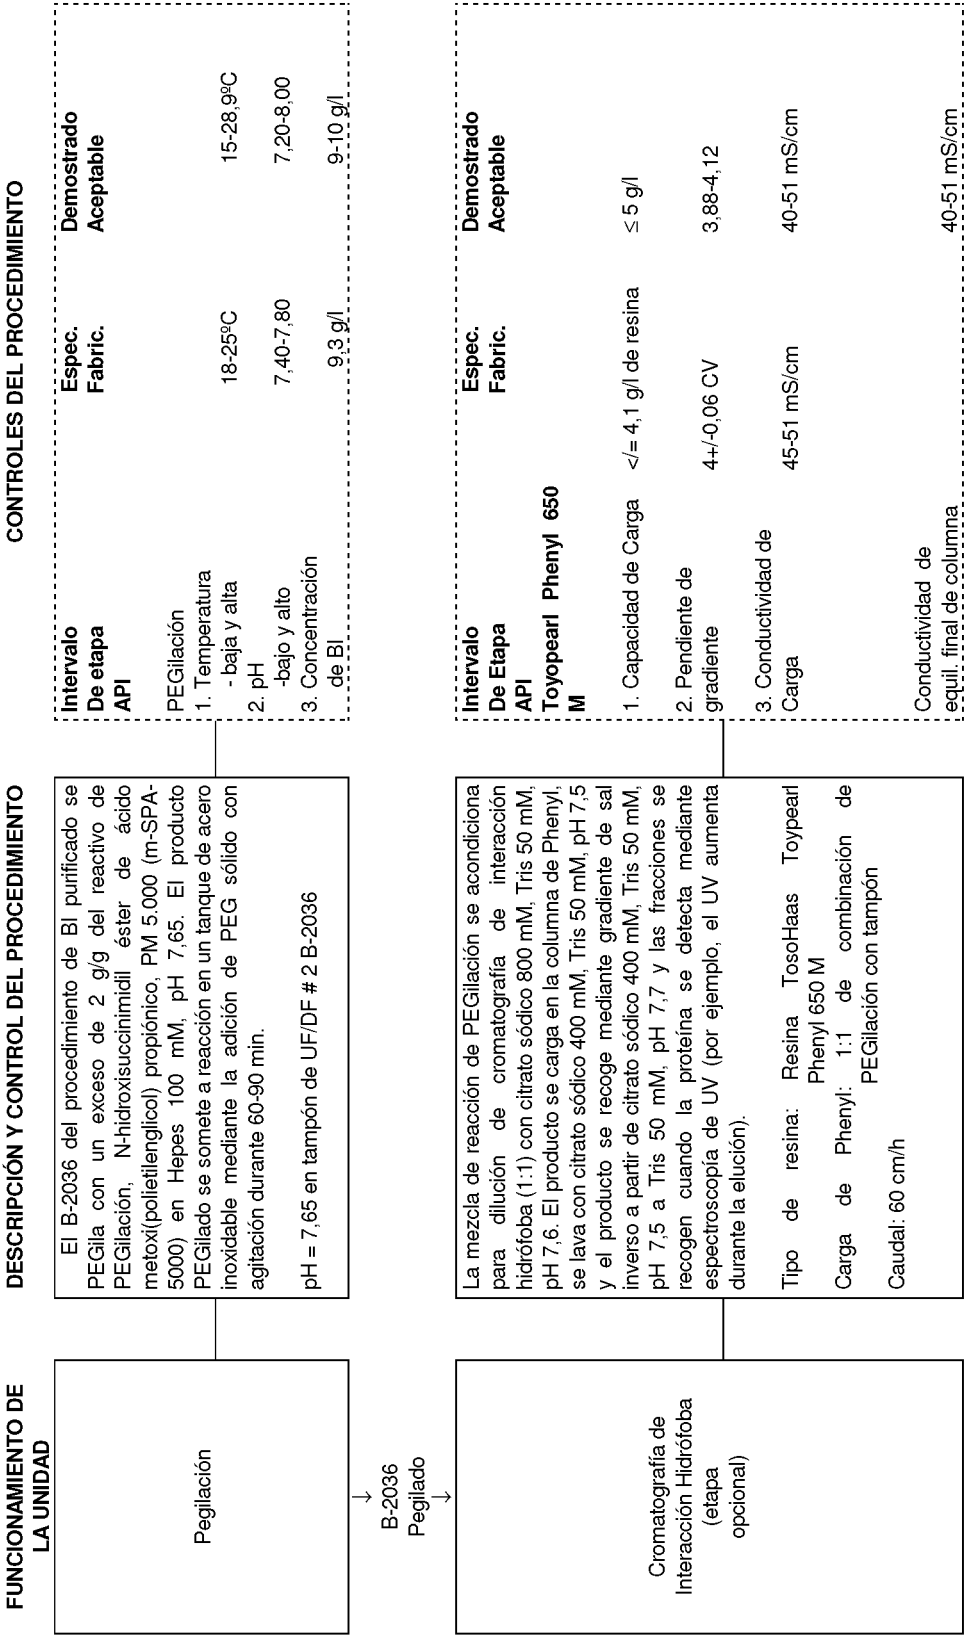 FUNCIONAMIENTO DE
LA UNIDAD
DESCRIPCIÓN Y CONTROL DEL PROCEDIMIENTO
CONTROLES DEL PROCEDIMIENTO
Pegilación
El B-2036 del procedimiento de BI purificado se
PEGila con un exceso de 2 g/g del reactivo de
PEGilación, N-hidroxisuccinimidil éster de ácido
metoxi(polietilenglicol) propiónico, PM 5.000 (m-SPA-
5000) en Hepes 100 mM, pH 7,65. El producto
PEGilado se somete a reacción en un tanque de acero
inoxidable mediante la adición de PEG sólido con
agitación durante 60-90 min.
pH = 7,65 en tampón de UF/DF # 2 B-2036
Intervalo Espec. Demostrado
De etapa Fabric. Aceptable
API
PEGilación
1. Temperatura
- baja y alta 18-25ºC 15-28,9ºC
2. pH
-bajo y alto 7,40-7,80 7,20-8,00
3. Concentración
de BI 9,3 g/l 9-10 g/l
↓
B-2036
Pegilado
↓
Cromatografía de
Interacción Hidrófoba
(etapa
opcional)
La mezcla de reacción de PEGilación se acondiciona
para dilución de cromatografía de interacción
hidrófoba (1:1) con citrato sódico 800 mM, Tris 50 mM,
pH 7,6. El producto se carga en la columna de Phenyl,
se lava con citrato sódico 400 mM, Tris 50 mM, pH 7,5
y el producto se recoge mediante gradiente de sal
inverso a partir de citrato sódico 400 mM, Tris 50 mM,
pH 7,5 a Tris 50 mM, pH 7,7 y las fracciones se
recogen cuando la proteína se detecta mediante
espectroscopía de UV (por ejemplo, el UV aumenta
durante la elución).
Tipo de resina: Resina TosoHaas Toypearl
Phenyl 650 M
Carga de Phenyl: 1:1 de combinación de
PEGilación con tampón
Caudal: 60 cm/h
Intervalo Espec. Demostrado
De Etapa Fabric. Aceptable
API
Toyopearl Phenyl 650
M
1. Capacidad de Carga </= 4,1 g/l de resina ≤ 5 g/l
2. Pendiente de
gradiente 4+/-0,06 CV 3,88-4,12
3. Conductividad de
Carga 45-51 mS/cm 40-51 mS/cm
Conductividad de
equil. final de columna 40-51 mS/cm